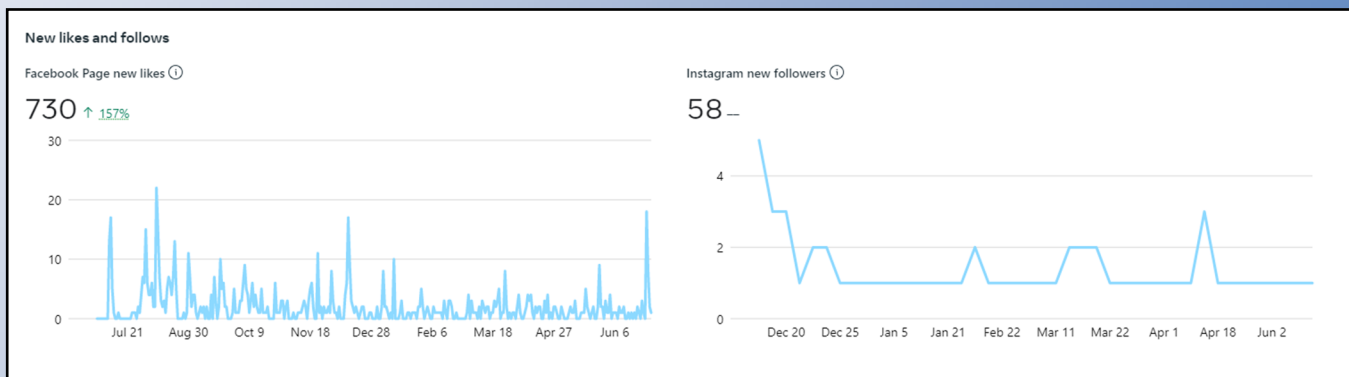 New likes and follows
Facebook Page new likes
730 ↑ 157%
30
20
10
0
Jul 21 Aug 30 Oct 9 Nov 18 Dec 28 Feb 6 Mar 18 Apr 27 Jun 6
Instagram new followers
58 --
4
2
0
Dec 20 Dec 25 Jan 5 Jan 21 Feb 22 Mar 11 Mar 22 Apr 1 Apr 18 Jun 2